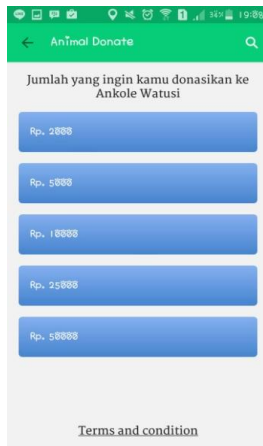 19:08
Animal Donate
Jumlah yang ingin kamu donasikan ke
Ankole Watusi
Rp. 2000
Rp. 5000
Rp. 10000
Rp. 25000
Rp. 50000
Terms and condition